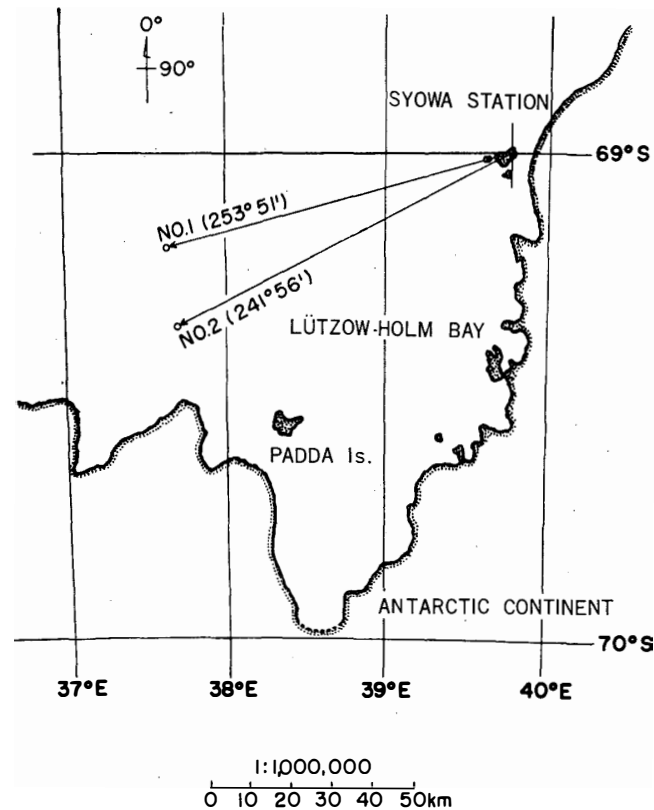 0°
90°
SYOWA STATION
69°S
NO.1 (253°51')
NO.2 (241°56')
LÜTZOW-HOLM BAY
PADDA Is.
ANTARCTIC CONTINENT
70°S
37°E 38°E 39°E 40°E
1:1,000,000
0 10 20 30 40 50km